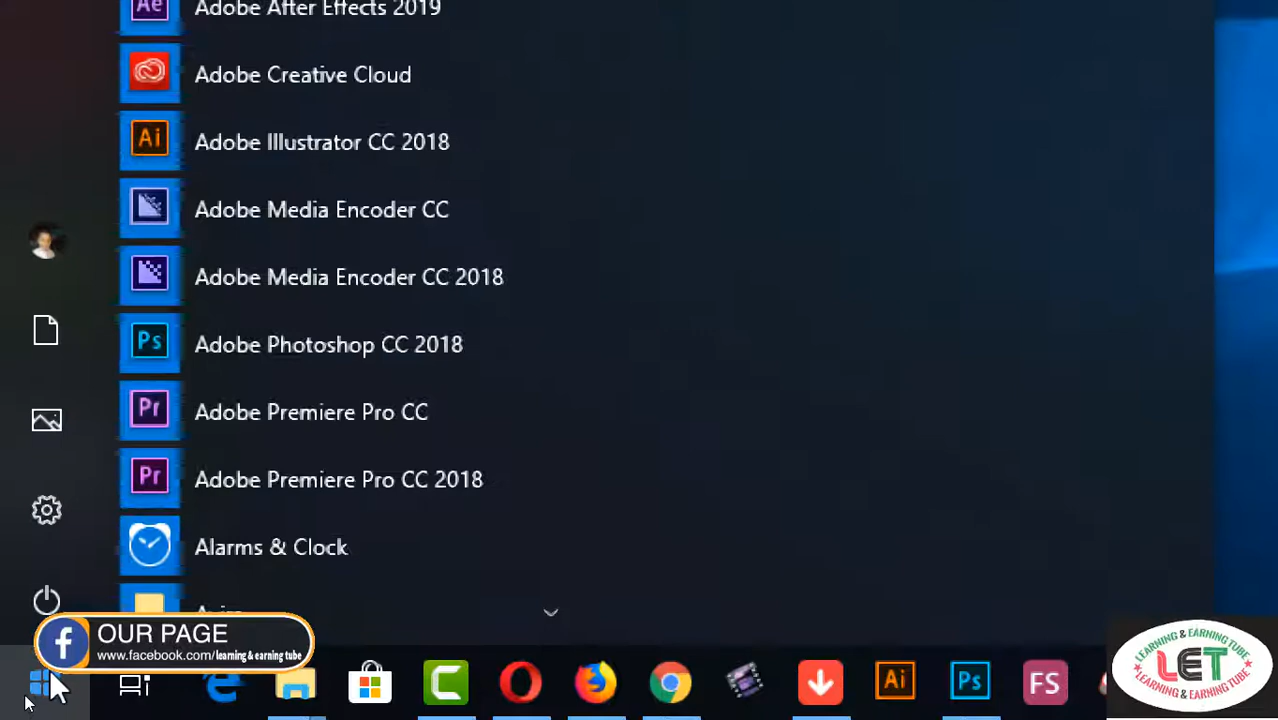 Ae Adobe After Effects 2019
Adobe Creative Cloud
Ai Adobe Illustrator CC 2018
Adobe Media Encoder CC
Adobe Media Encoder CC 2018
Ps Adobe Photoshop CC 2018
Pr Adobe Premiere Pro CC
Pr Adobe Premiere Pro CC 2018
Alarms & Clock
f OUR PAGE
www.facebook.com/learning & earning tube
Ai Ps FS
LEARNING & EARNING TUBE
LET
LEARNING & EARNING TUBE